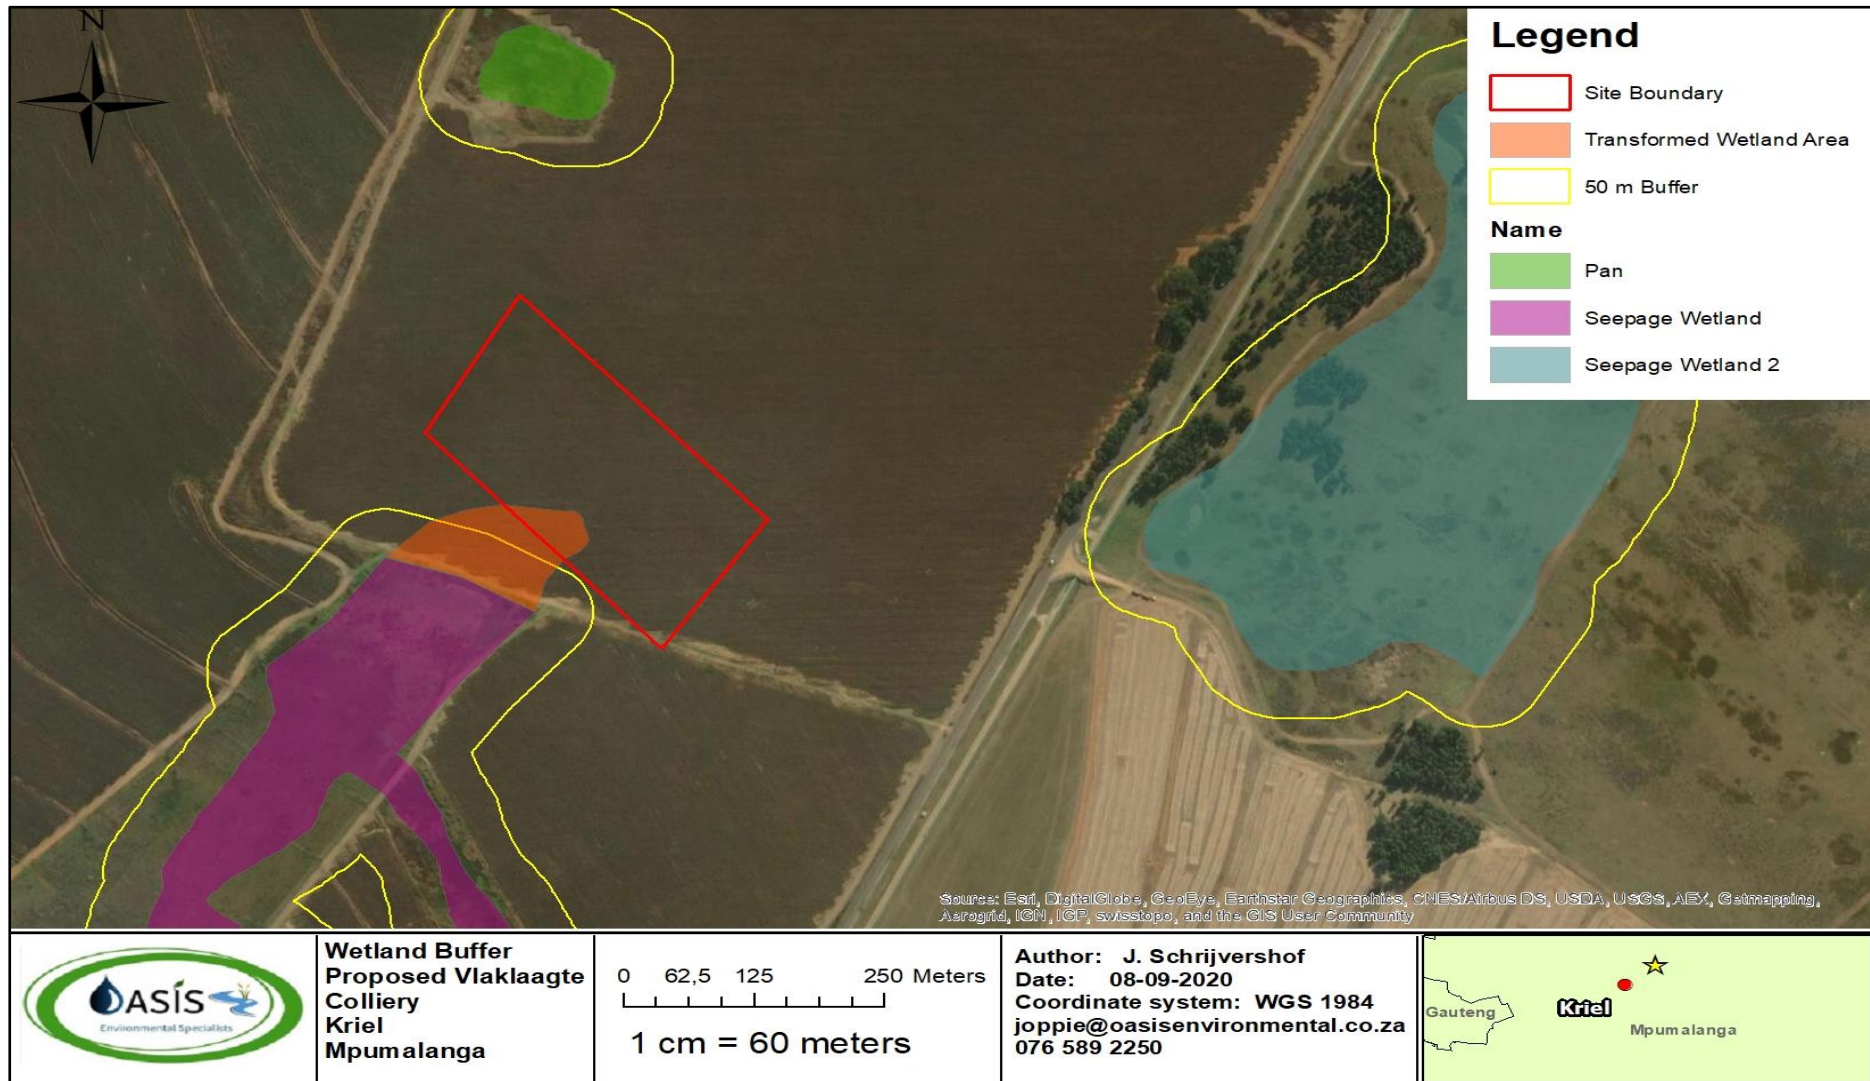 N
Legend
Site Boundary
Transformed Wetland Area
50 m Buffer
Name
Pan
Seepage Wetland
Seepage Wetland 2
Source: Esri, DigitalGlobe, GeoEye, Earthstar Geographics, CNES/Airbus DS, USDA, USGS, AEX, Getmapping,
Aerogrid, IGN, IGP, swisstopo, and the GIS User Community
OASIS
Environmental Specialists
Wetland Buffer
Proposed Vlaklaagte
Colliery
Kriel
Mpumalanga
0 62,5 125 250 Meters
1 cm = 60 meters
Author: J. Schrijvershof
Date: 08-09-2020
Coordinate system: WGS 1984
joppie@oasisenvironmental.co.za
076 589 2250
Gauteng
Kriel
Mpumalanga